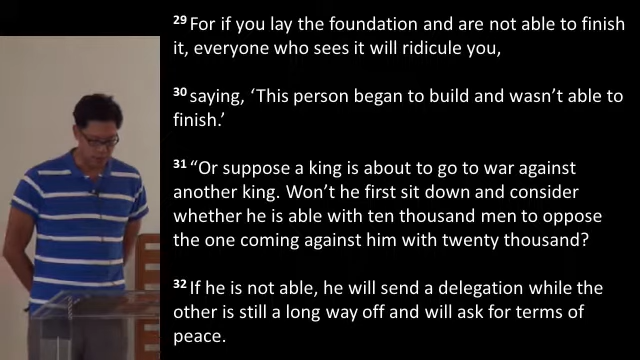 29 For if you lay the foundation and are not able to finish
it, everyone who sees it will ridicule you,
30 saying, ‘This person began to build and wasn’t able to
finish.’
31 “Or suppose a king is about to go to war against
another king. Won’t he first sit down and consider
whether he is able with ten thousand men to oppose
the one coming against him with twenty thousand?
32 If he is not able, he will send a delegation while the
other is still a long way off and will ask for terms of
peace.